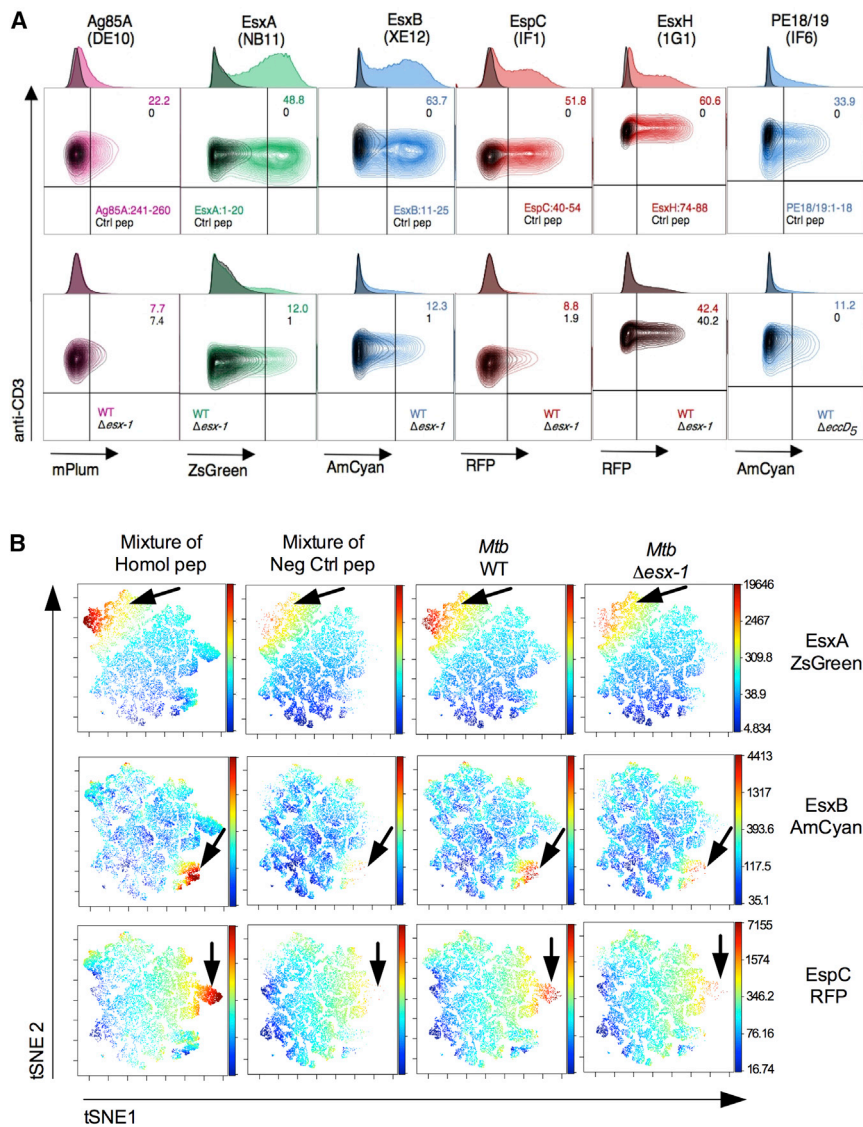 A
Ag85A (DE10)
EsxA (NB11)
EsxB (XE12)
EspC (IF1)
EsxH (1G1)
PE18/19 (IF6)
22.2
0
48.8
0
63.7
0
51.8
0
60.6
0
33.9
0
Ag85A:241-260
Ctrl pep
EsxA:1-20
Ctrl pep
EsxB:11-25
Ctrl pep
EspC:40-54
Ctrl pep
EsxH:74-88
Ctrl pep
PE18/19:1-18
Ctrl pep
anti-CD3
7.7
7.4
12.0
1
12.3
1
8.8
1.9
42.4
40.2
11.2
0
WT
Δesx-1
WT
Δesx-1
WT
Δesx-1
WT
Δesx-1
WT
Δesx-1
WT
ΔeccD5
mPlum
ZsGreen
AmCyan
RFP
RFP
AmCyan
B
Mixture of Homol pep
Mixture of Neg Ctrl pep
Mtb WT
Mtb Δesx-1
19646
2467
309.8
38.9
4.834
EsxA
ZsGreen
4413
1317
393.6
117.5
35.1
EsxB
AmCyan
7155
1574
346.2
76.16
16.74
EspC
RFP
tSNE 2
tSNE1